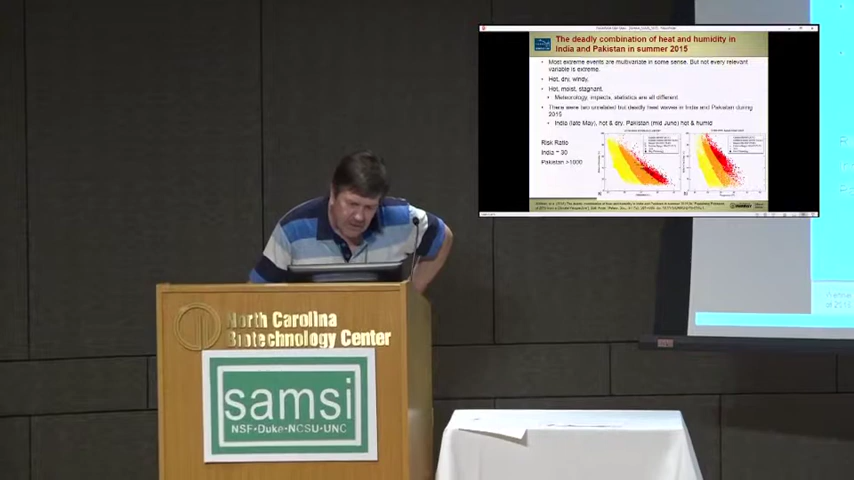 The deadly combination of heat and humidity in
India and Pakistan in summer 2015
Most extreme events are multivariate in some sense. But not every relevant
variable is extreme.
Hot, dry, windy.
Hot, moist, stagnant.
Meteorology, impacts, statistics are all different.
There were two unrelated but deadly heat waves in India and Pakistan during
2015
India (late May), hot & dry. Pakistan (mid June) hot & humid
Risk Ratio
India = 30
Pakistan >1000
North Carolina
Biotechnology Center
samsi
NSF•Duke•NCSU•UNC